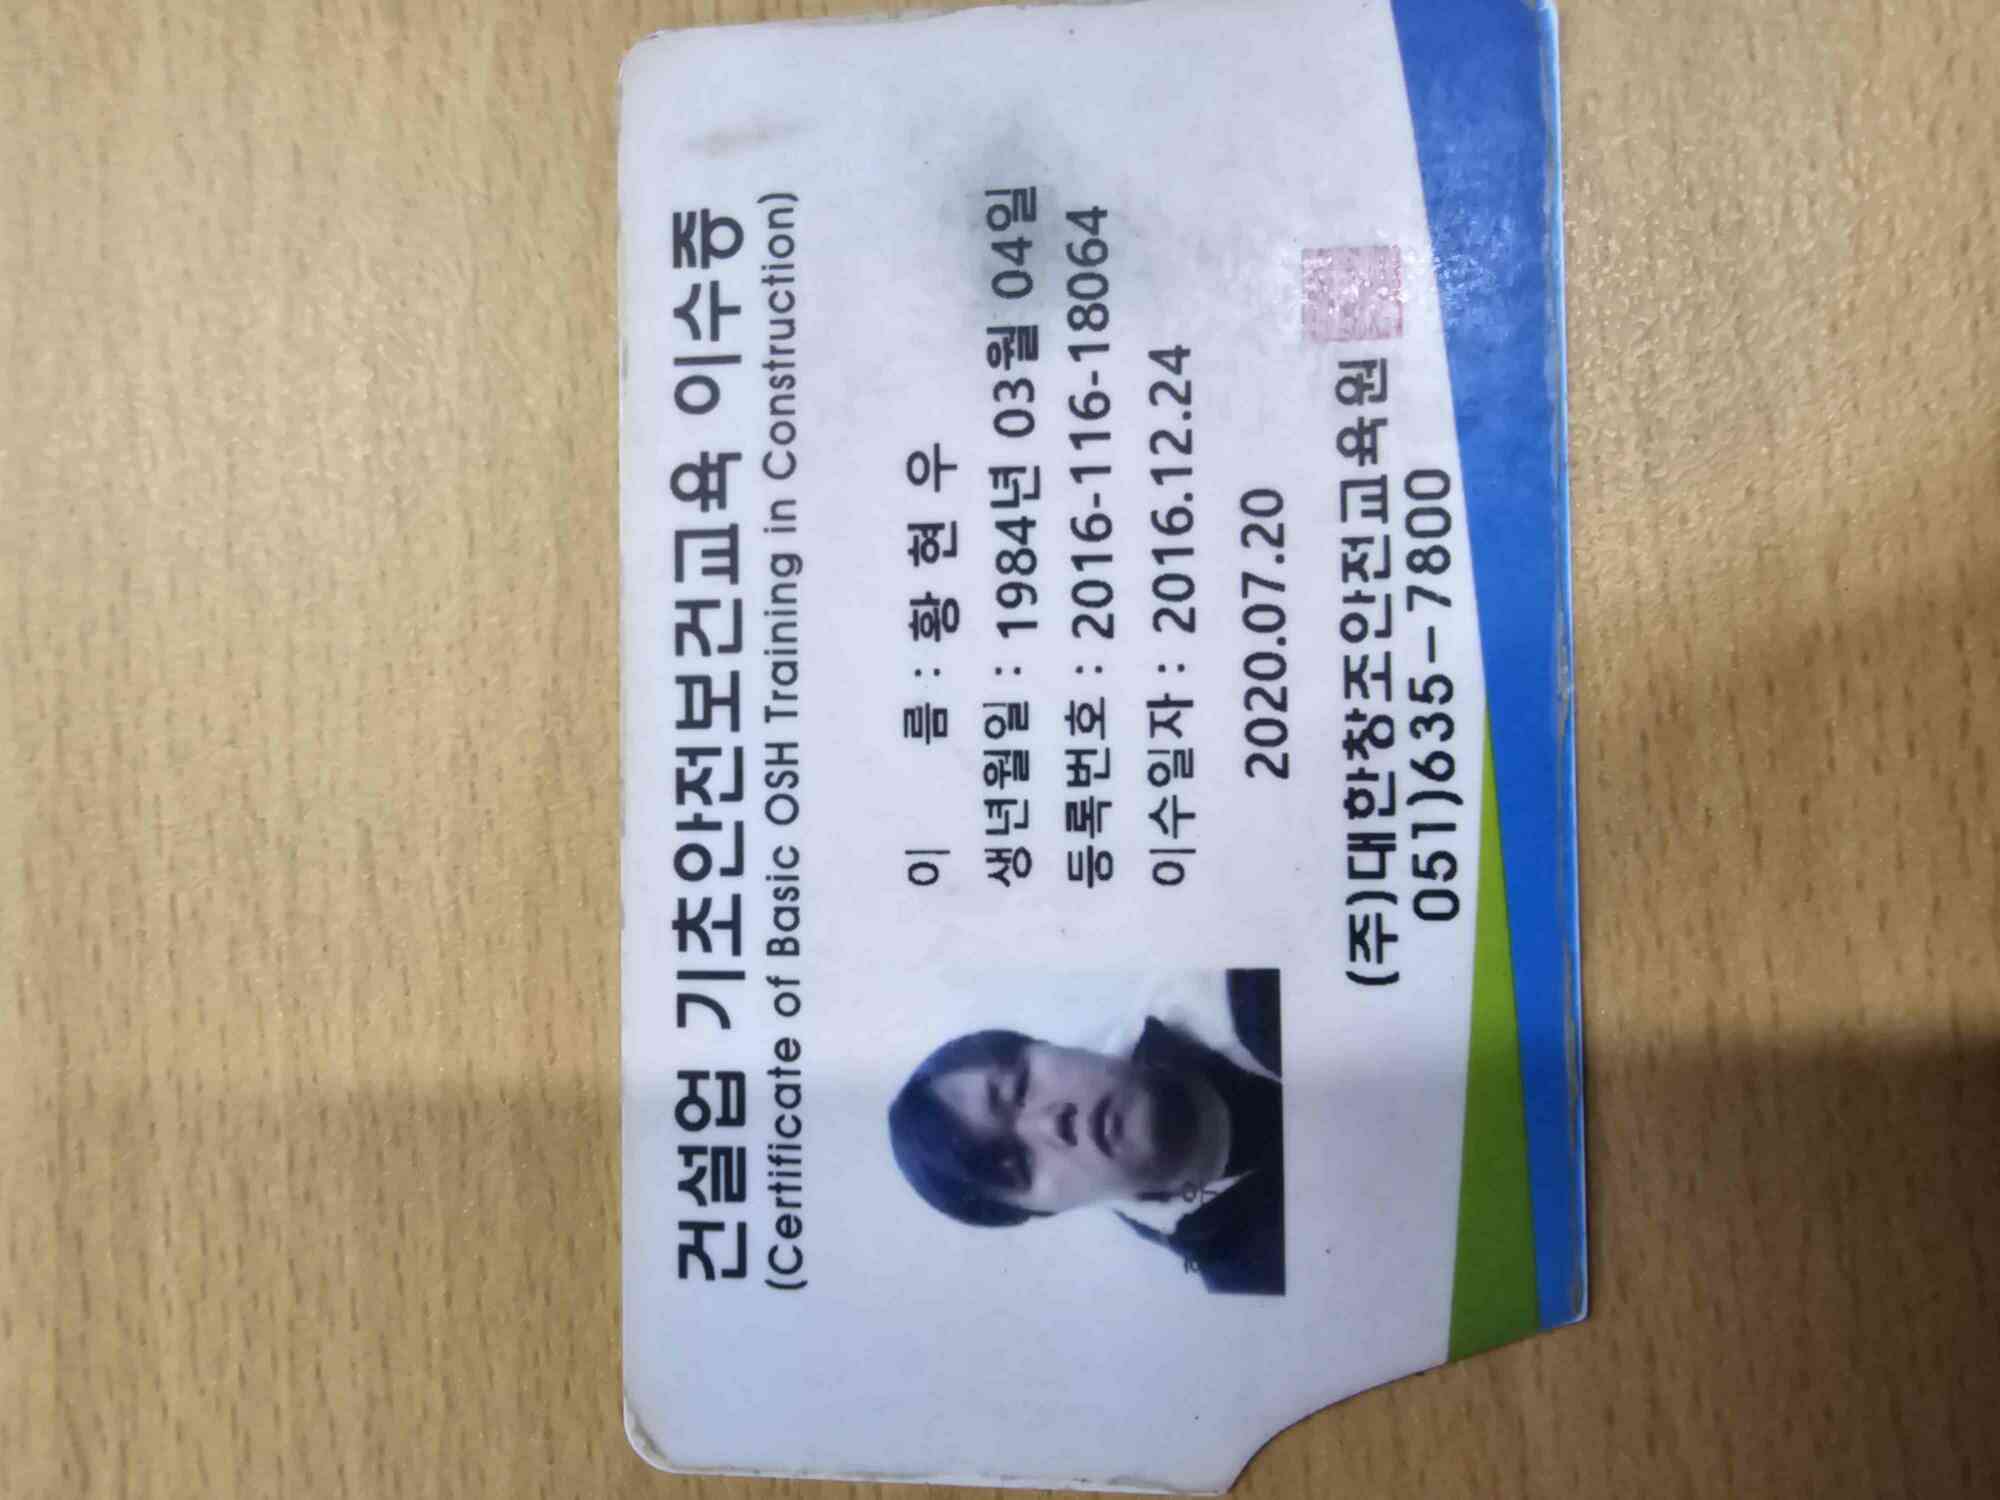 건설업 기초안전보건교육 이수증
(Certificate of Basic OSH Training in Construction)
이 름 : 황 현 우
생년월일 : 1984년 03월 04일
등록번호 : 2016-116-18064
이수일자 : 2016.12.24
2020.07.20
(주)대한창조안전교육원
051)635-7800